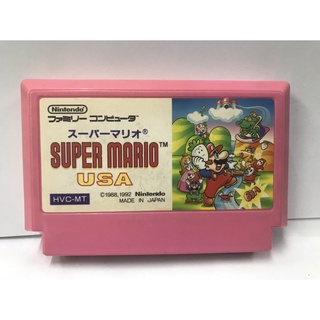 Nintendo
ファミリー コンピュータ
スーパーマリオ®
SUPER MARIO™
USA
©1988,1992 Nintendo
HVC-MT
MADE IN JAPAN